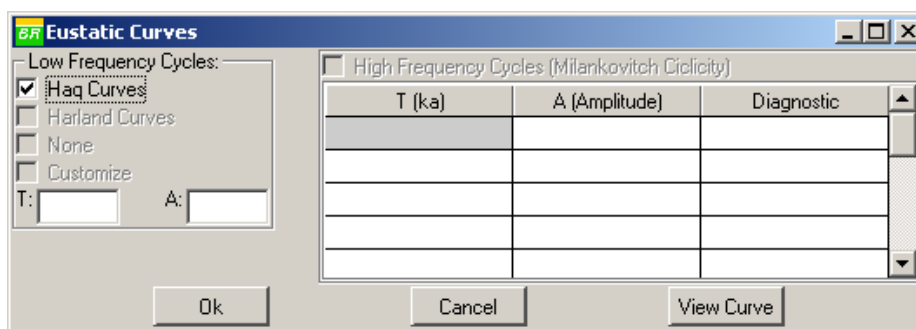 BR Eustatic Curves
Low Frequency Cycles:
Haq Curves
Harland Curves
None
Customize
T: A:
High Frequency Cycles (Milankovitch Ciclicity)
T (ka) A (Amplitude) Diagnostic
Ok Cancel View Curve